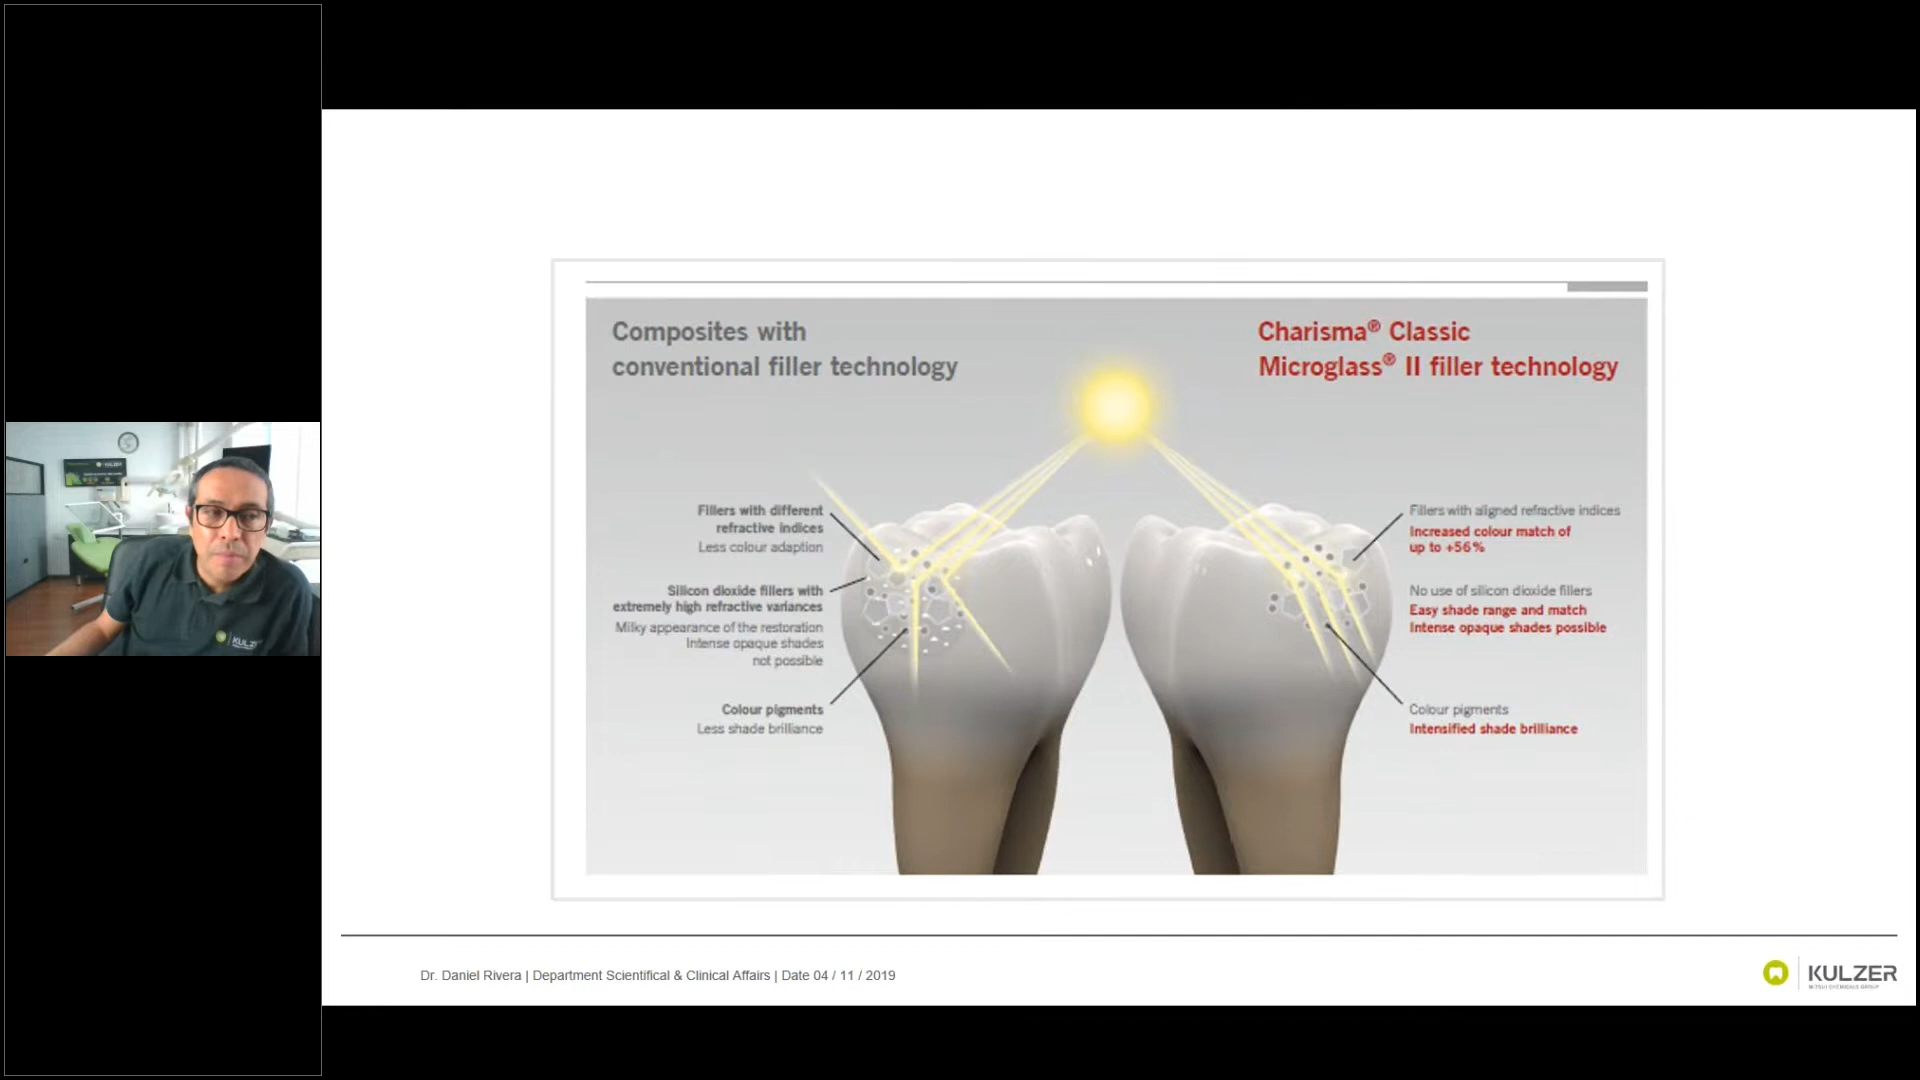 Composites with
conventional filler technology
Charisma® Classic
Microglass® II filler technology
Fillers with different
refractive indices
Less colour adaption
Silicon dioxide fillers with
extremely high refractive variances
Milky appearance of the restoration
Intense opaque shades
not possible
Colour pigments
Less shade brilliance
Fillers with aligned refractive indices
Increased colour match of
up to +56%
No use of silicon dioxide fillers
Easy shade range and match
Intense opaque shades possible
Colour pigments
Intensified shade brilliance
Dr. Daniel Rivera | Department Scientifical & Clinical Affairs | Date 04 / 11 / 2019
KULZER
MITSUI CHEMICALS GROUP
KULZER